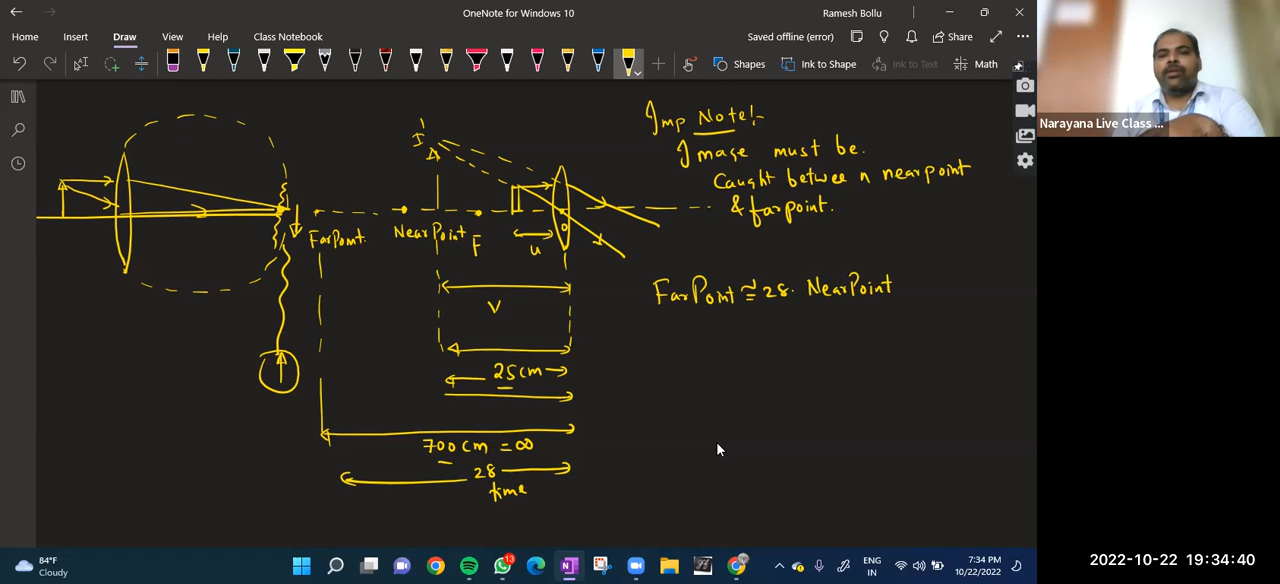 OneNote for Windows 10
Ramesh Bollu
Home Insert Draw View Help Class Notebook
Saved offline (error)
Share
Shapes
Ink to Shape
Ink to Text
Math
Narayana Live Class ...
Imp Note!-
Image must be
Caught between nearpoint
& farpoint.
FarPoint ≅ 28. NearPoint
I'
FarPoint.
NearPoint
F
O
u
V
25cm
700 cm = ∞
28
time
84°F
Cloudy
13
ENG
IN
7:34 PM
10/22/2022
2022-10-22 19:34:40